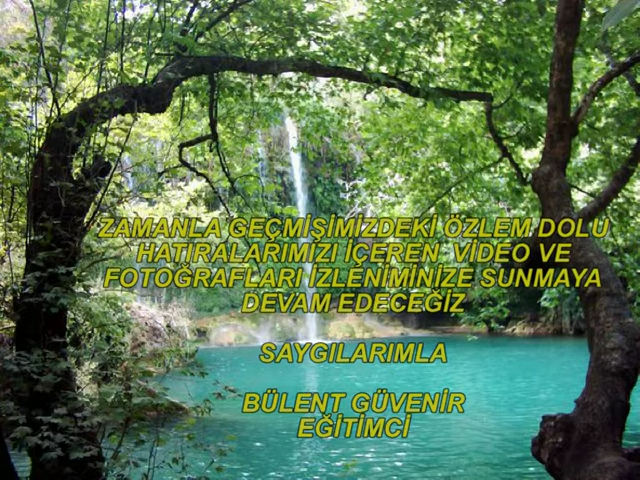 ZAMANLA GEÇMİŞİMİZDEKİ ÖZLEM DOLU
HATIRALARIMIZI İÇEREN VİDEO VE
FOTOĞRAFLARI İZLENİMİNİZE SUNMAYA
DEVAM EDECEĞİZ
SAYGILARIMLA
BÜLENT GÜVENİR
EĞİTİMCİ